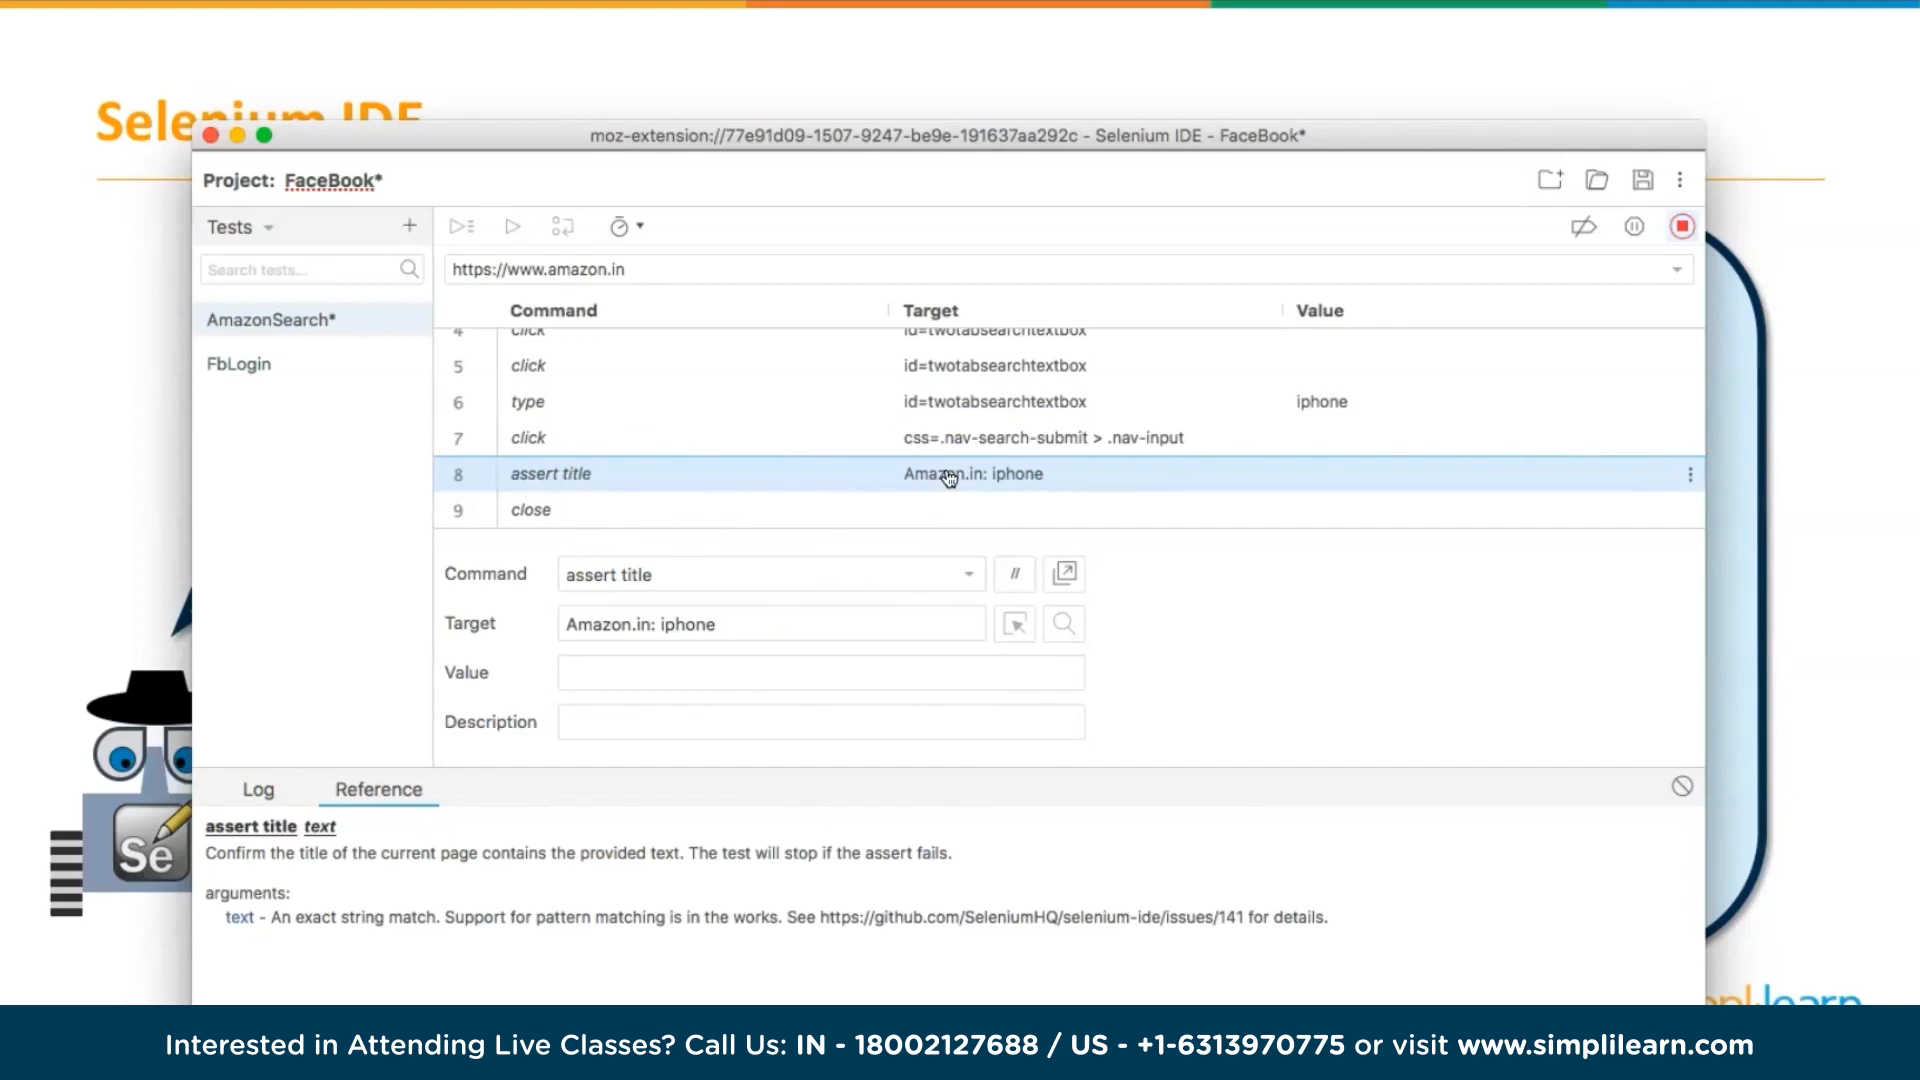 Selenium IDE
moz-extension://77e91d09-1507-9247-be9e-191637aa292c - Selenium IDE - FaceBook*
Project: FaceBook*
Tests
Search tests...
https://www.amazon.in
Command Target Value
AmazonSearch*
FbLogin
4 click id=twotabsearchtextbox
5 click id=twotabsearchtextbox
6 type id=twotabsearchtextbox iphone
7 click css=.nav-search-submit > .nav-input
8 assert title Amazon.in: iphone
9 close
Command assert title //
Target Amazon.in: iphone
Value
Description
Log Reference
assert title text
Confirm the title of the current page contains the provided text. The test will stop if the assert fails.
arguments:
text - An exact string match. Support for pattern matching is in the works. See https://github.com/SeleniumHQ/selenium-ide/issues/141 for details.
Se
Interested in Attending Live Classes? Call Us: IN - 18002127688 / US - +1-6313970775 or visit www.simplilearn.com